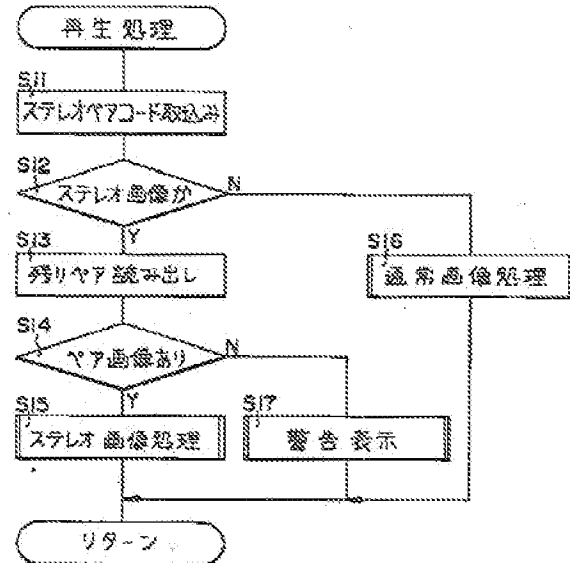 再生処理
S11
ステレオペアコード取込み
S12
ステレオ画像か
N
Y
S13
残りペア読み出し
S16
通常画像処理
S14
ペア画像あり
N
Y
S15
ステレオ画像処理
S17
警告表示
リターン